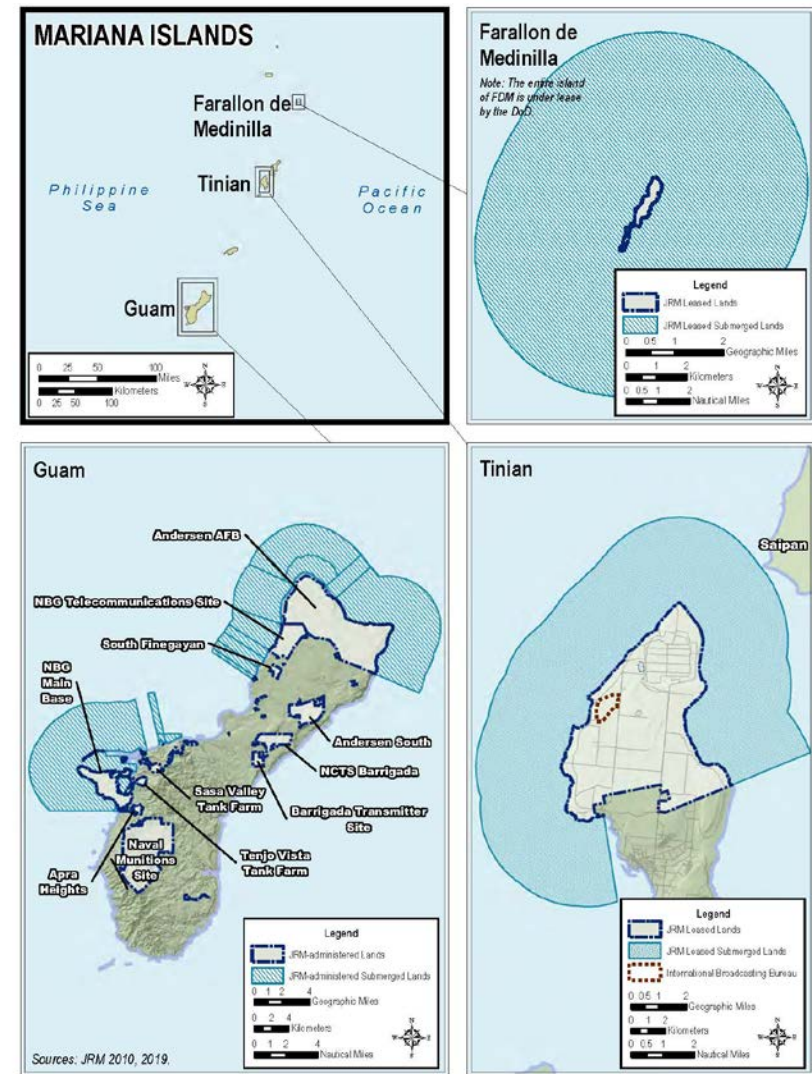 MARIANA ISLANDS
Farallon de
Medinilla
Tinian
Philippine
Sea
Pacific
Ocean
Guam
0 25 50 100
Miles
Kilometers
0 25 50 100
N
W E
S
Farallon de
Medinilla
Note: The entire island
of FDM is under lease
by the DoD.
Legend
JRM Leased Lands
JRM Leased Submerged Lands
0 0.5 1 2
Geographic Miles
0 1 2
Kilometers
0 0.5 1 2
Nautical Miles
N
W E
S
Guam
Andersen AFB
NBG Telecommunications Site
South Finegayan
NBG
Main
Base
Andersen South
NCTS Barrigada
Sasa Valley
Tank Farm
Barrigada Transmitter
Site
Naval
Munitions
Site
Tenjo Vista
Tank Farm
Apra
Heights
Legend
JRM-administered Lands
JRM-administered Submerged Lands
0 1 2 4
Geographic Miles
0 2 4
Kilometers
0 1 2 4
Nautical Miles
N
W E
S
Sources: JRM 2010, 2019.
Tinian
Saipan
Legend
JRM Leased Lands
JRM Leased Submerged Lands
International Broadcasting Bureau
0 0.5 1 2
Geographic Miles
0 1 2
Kilometers
0 0.5 1 2
Nautical Miles
N
W E
S